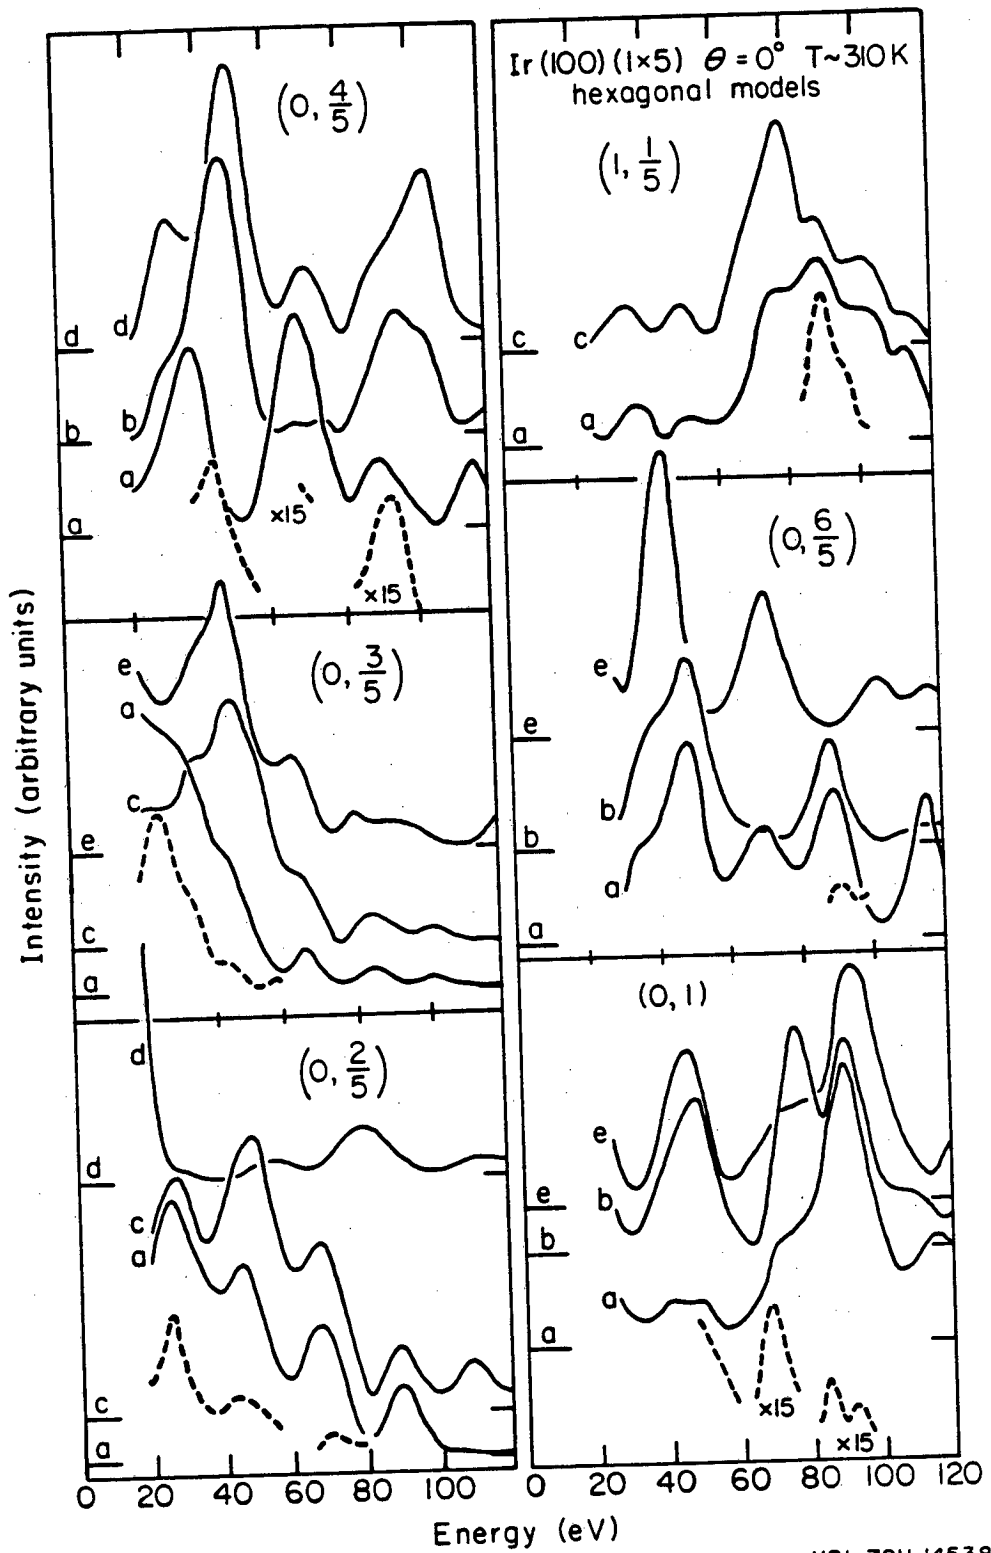 Ir (100) (1×5) θ = 0° T~310K
hexagonal models
(0, 4/5)
d
d
b
b
a
a
×15
×15
(0, 3/5)
e
a
c
e
c
a
(0, 2/5)
d
d
c
a
c
a
0 20 40 60 80 100
(1, 1/5)
c
c
a
a
(0, 6/5)
e
e
b
b
a
a
(0, 1)
e
e
b
b
a
a
×15
×15
0 20 40 60 80 100 120
Intensity (arbitrary units)
Energy (eV)